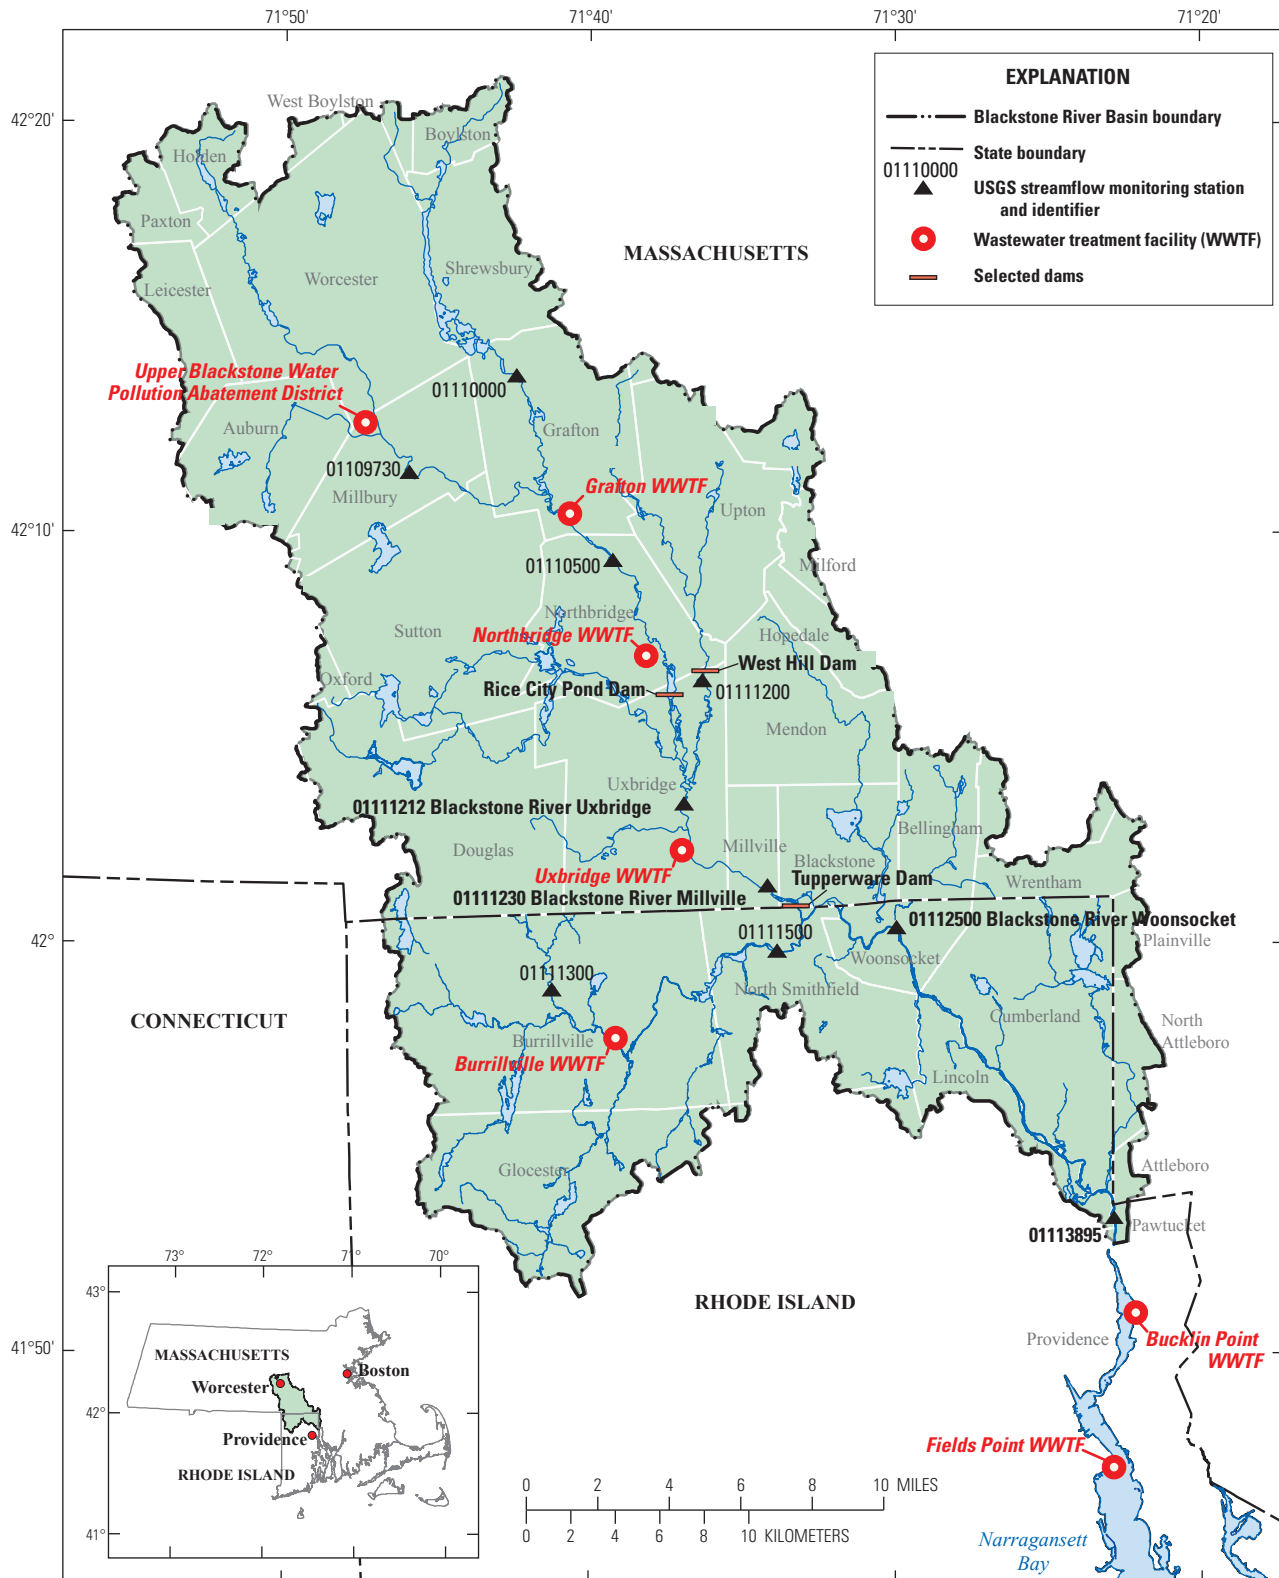 71°50'
71°40'
71°30'
71°20'
42°20'
42°10'
42°
41°50'
EXPLANATION
Blackstone River Basin boundary
State boundary
01110000
USGS streamflow monitoring station
and identifier
Wastewater treatment facility (WWTF)
Selected dams
West Boylston
Boylston
Holden
Paxton
MASSACHUSETTS
Shrewsbury
Worcester
Leicester
Upper Blackstone Water
Pollution Abatement District
01110000
Auburn
Grafton
01109730
Millbury
Grafton WWTF
Upton
01110500
Milford
Northbridge
Sutton
Northbridge WWTF
Hopedale
West Hill Dam
Oxford
Rice City Pond Dam
01111200
Mendon
Uxbridge
01111212 Blackstone River Uxbridge
Bellingham
Douglas
Millville
Blackstone
Uxbridge WWTF
Tupperware Dam
Wrentham
01111230 Blackstone River Millville
01112500 Blackstone River Woonsocket
01111500
Plainville
Woonsocket
01111300
North Smithfield
CONNECTICUT
Cumberland
North
Attleboro
Burrillville
Burrillville WWTF
Lincoln
Glocester
Attleboro
Pawtucket
01113895
RHODE ISLAND
Providence
Bucklin Point
WWTF
Fields Point WWTF
Narragansett
Bay
73°
72°
71°
70°
43°
42°
41°
MASSACHUSETTS
Boston
Worcester
Providence
RHODE ISLAND
0 2 4 6 8 10 MILES
0 2 4 6 8 10 KILOMETERS